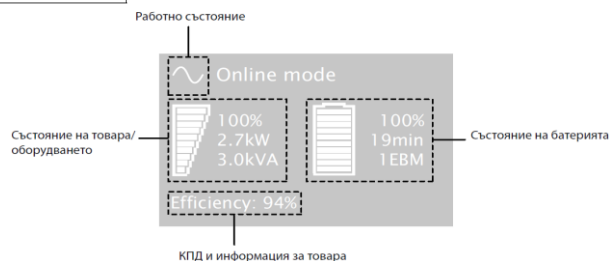 Работно състояние
Online mode
Състояние на товара/
оборудването
100%
2.7kW
3.0kVA
100%
19min
1EBM
Състояние на батерията
Efficiency: 94%
КПД и информация за товара